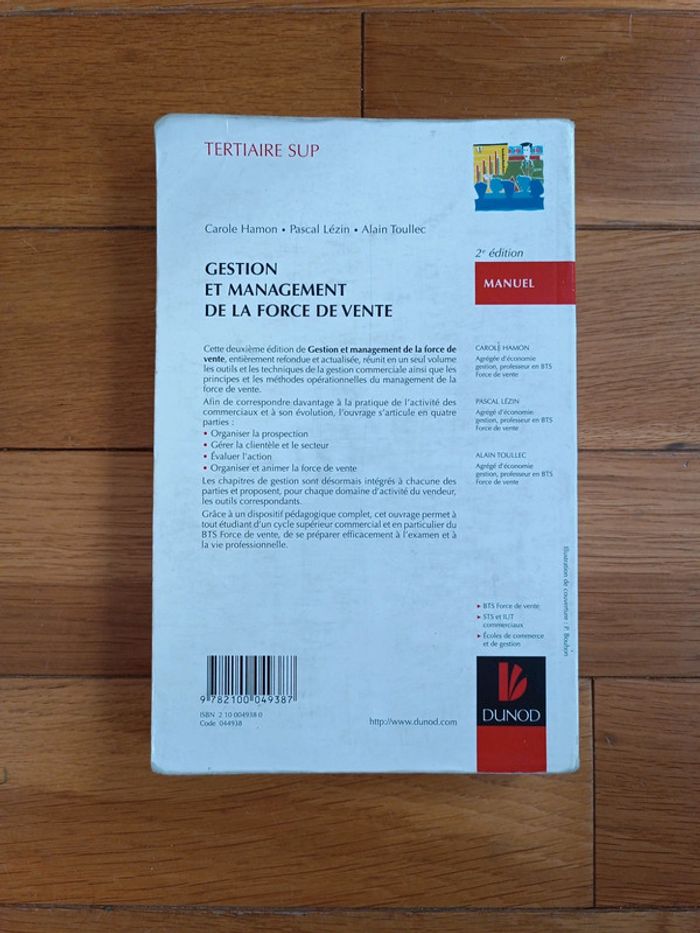 TERTIAIRE SUP
Carole Hamon • Pascal Lézin • Alain Toullec
GESTION
ET MANAGEMENT
DE LA FORCE DE VENTE
Cette deuxième édition de Gestion et management de la force de
vente, entièrement refondue et actualisée, réunit en un seul volume
les outils et les techniques de la gestion commerciale ainsi que les
principes et les méthodes opérationnelles du management de la
force de vente.
Afin de correspondre davantage à la pratique de l'activité des
commerciaux et à son évolution, l'ouvrage s'articule en quatre
parties :
• Organiser la prospection
• Gérer la clientèle et le secteur
• Évaluer l'action
• Organiser et animer la force de vente
Les chapitres de gestion sont désormais intégrés à chacune des
parties et proposent, pour chaque domaine d'activité du vendeur,
les outils correspondants.
Grâce à un dispositif pédagogique complet, cet ouvrage permet à
tout étudiant d'un cycle supérieur commercial et en particulier du
BTS Force de vente, de se préparer efficacement à l'examen et à
la vie professionnelle.
2e édition
MANUEL
CAROLE HAMON
Agrégée d'économie
gestion, professeur en BTS
Force de vente
PASCAL LÉZIN
Agrégé d'économie
gestion, professeur en BTS
Force de vente
ALAIN TOULLEC
Agrégé d'économie
gestion, professeur en BTS
Force de vente
Illustration de couverture : P. Bouhon
▸ BTS Force de vente
▸ STS et IUT
commerciaux
▸ Écoles de commerce
et de gestion
DUNOD
9 782100 049387
ISBN 2 10 004938 0
Code 044938
http://www.dunod.com